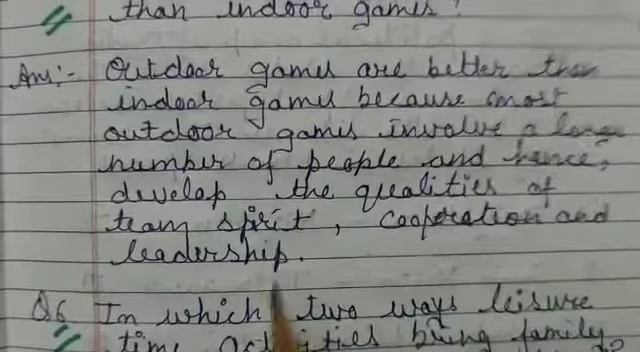 than indoor games?
Ans:- Outdoor games are better than
indoor games because most
outdoor games involve a large
number of people and hence,
develop the qualities of
team spirit, cooperation and
leadership.
Q6 In which two ways leisure
time activities bring family